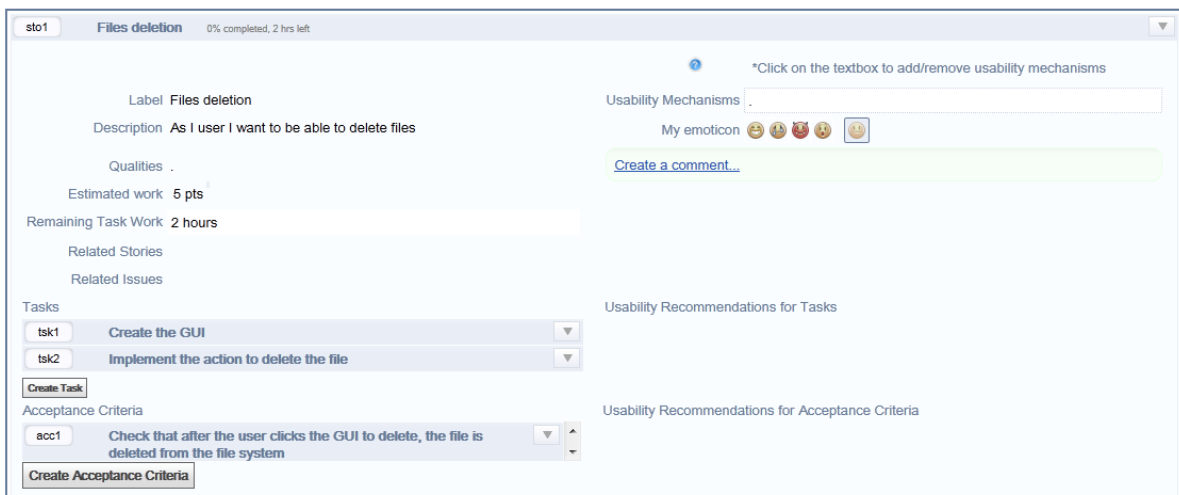 sto1 Files deletion 0% completed, 2 hrs left
*Click on the textbox to add/remove usability mechanisms
Label Files deletion
Usability Mechanisms .
Description As I user I want to be able to delete files
My emoticon
Qualities .
Create a comment...
Estimated work 5 pts
Remaining Task Work 2 hours
Related Stories
Related Issues
Tasks
Usability Recommendations for Tasks
tsk1 Create the GUI
tsk2 Implement the action to delete the file
Create Task
Acceptance Criteria
Usability Recommendations for Acceptance Criteria
acc1 Check that after the user clicks the GUI to delete, the file is
deleted from the file system
Create Acceptance Criteria